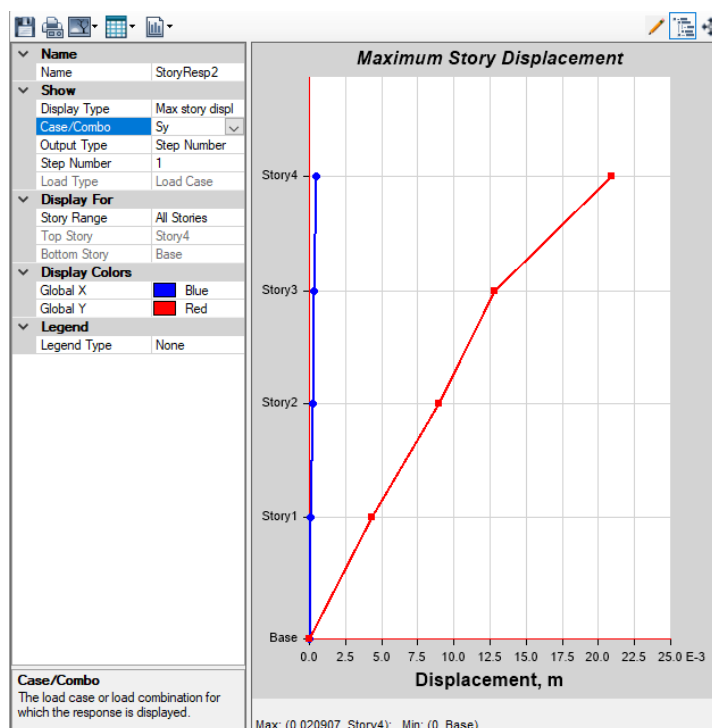 Name
Name StoryResp2
Show
Display Type Max story displ
Case/Combo Sy
Output Type Step Number
Step Number 1
Load Type Load Case
Display For
Story Range All Stories
Top Story Story4
Bottom Story Base
Display Colors
Global X Blue
Global Y Red
Legend
Legend Type None
Case/Combo
The load case or load combination for
which the response is displayed.
Maximum Story Displacement
Story4
Story3
Story2
Story1
Base
0.0 2.5 5.0 7.5 10.0 12.5 15.0 17.5 20.0 22.5 25.0 E-3
Displacement, m
Max: (0.020907, Story4); Min: (0, Base)